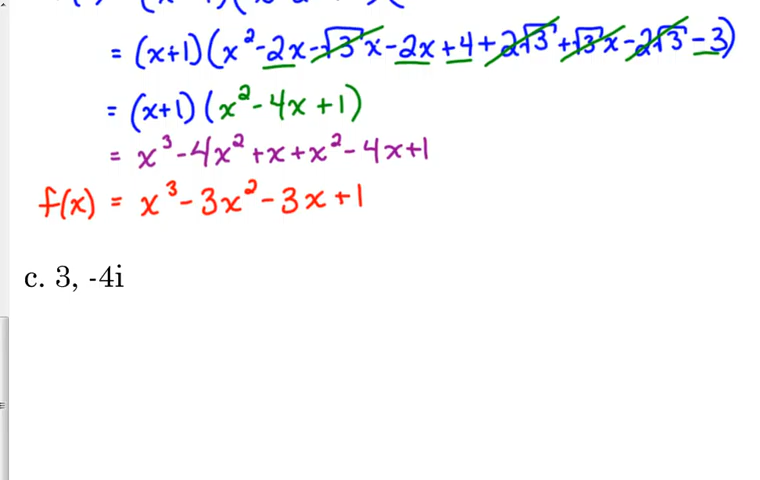 = (x+1)(x²-2x-√3x-2x+4+2√3+√3x-2√3-3)
= (x+1)(x²-4x+1)
= x³-4x²+x+x²-4x+1
f(x) = x³-3x²-3x+1
c. 3, -4i